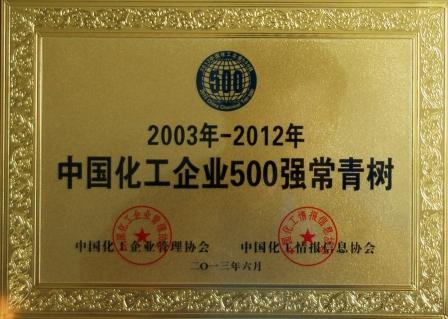 500
2003年-2012年
中国化工企业500强常青树
中国化工企业管理协会 中国化工情报信息协会
二〇一三年六月